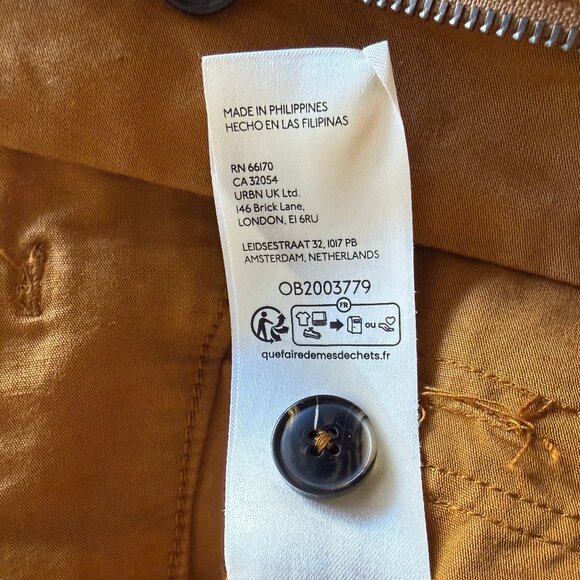 MADE IN PHILIPPINES
HECHO EN LAS FILIPINAS
RN 66170
CA 32054
URBN UK Ltd.
146 Brick Lane,
LONDON, E1 6RU
LEIDSESTRAAT 32, 1017 PB
AMSTERDAM, NETHERLANDS
OB2003779
FR
ou
quefairedemesdechets.fr